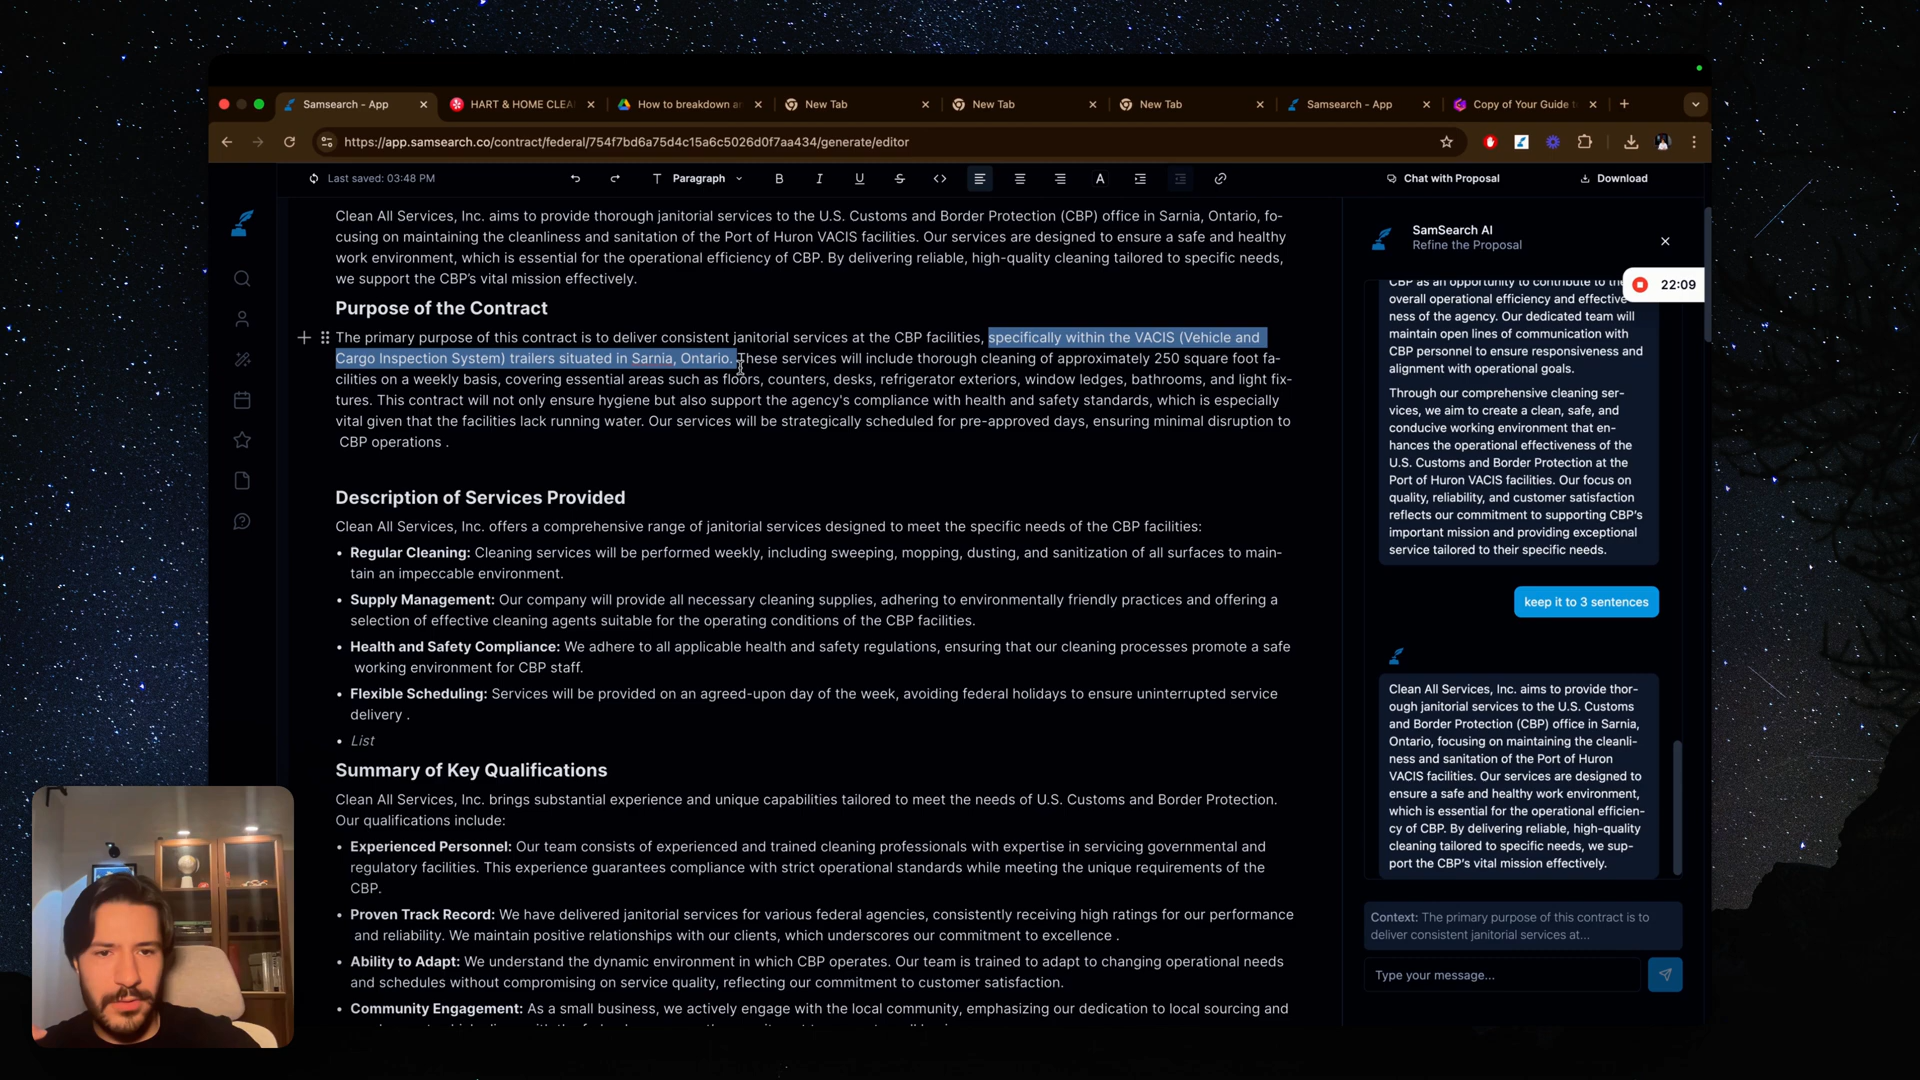 Samsearch - App
HART & HOME CLEA
How to breakdown a
New Tab
New Tab
New Tab
Samsearch - App
Copy of Your Guide t
https://app.samsearch.co/contract/federal/754f7bd6a75d4c15a6c5026d0f7aa434/generate/editor
Last saved: 03:48 PM
Paragraph
Chat with Proposal
Download
Clean All Services, Inc. aims to provide thorough janitorial services to the U.S. Customs and Border Protection (CBP) office in Sarnia, Ontario, fo-
cusing on maintaining the cleanliness and sanitation of the Port of Huron VACIS facilities. Our services are designed to ensure a safe and healthy
work environment, which is essential for the operational efficiency of CBP. By delivering reliable, high-quality cleaning tailored to specific needs,
we support the CBP's vital mission effectively.
Purpose of the Contract
The primary purpose of this contract is to deliver consistent janitorial services at the CBP facilities, specifically within the VACIS (Vehicle and
Cargo Inspection System) trailers situated in Sarnia, Ontario. These services will include thorough cleaning of approximately 250 square foot fa-
cilities on a weekly basis, covering essential areas such as floors, counters, desks, refrigerator exteriors, window ledges, bathrooms, and light fix-
tures. This contract will not only ensure hygiene but also support the agency's compliance with health and safety standards, which is especially
vital given that the facilities lack running water. Our services will be strategically scheduled for pre-approved days, ensuring minimal disruption to
CBP operations .
Description of Services Provided
Clean All Services, Inc. offers a comprehensive range of janitorial services designed to meet the specific needs of the CBP facilities:
• Regular Cleaning: Cleaning services will be performed weekly, including sweeping, mopping, dusting, and sanitization of all surfaces to main-
tain an impeccable environment.
• Supply Management: Our company will provide all necessary cleaning supplies, adhering to environmentally friendly practices and offering a
selection of effective cleaning agents suitable for the operating conditions of the CBP facilities.
• Health and Safety Compliance: We adhere to all applicable health and safety regulations, ensuring that our cleaning processes promote a safe
working environment for CBP staff.
• Flexible Scheduling: Services will be provided on an agreed-upon day of the week, avoiding federal holidays to ensure uninterrupted service
delivery .
• List
Summary of Key Qualifications
Clean All Services, Inc. brings substantial experience and unique capabilities tailored to meet the needs of U.S. Customs and Border Protection.
Our qualifications include:
• Experienced Personnel: Our team consists of experienced and trained cleaning professionals with expertise in servicing governmental and
regulatory facilities. This experience guarantees compliance with strict operational standards while meeting the unique requirements of the
CBP.
• Proven Track Record: We have delivered janitorial services for various federal agencies, consistently receiving high ratings for our performance
and reliability. We maintain positive relationships with our clients, which underscores our commitment to excellence .
• Ability to Adapt: We understand the dynamic environment in which CBP operates. Our team is trained to adapt to changing operational needs
and schedules without compromising on service quality, reflecting our commitment to customer satisfaction.
• Community Engagement: As a small business, we actively engage with the local community, emphasizing our dedication to local sourcing and
SamSearch AI
Refine the Proposal
22:09
CBP as an opportunity to contribute to the
overall operational efficiency and effective-
ness of the agency. Our dedicated team will
maintain open lines of communication with
CBP personnel to ensure responsiveness and
alignment with operational goals.
Through our comprehensive cleaning ser-
vices, we aim to create a clean, safe, and
conducive working environment that en-
hances the operational effectiveness of the
U.S. Customs and Border Protection at the
Port of Huron VACIS facilities. Our focus on
quality, reliability, and customer satisfaction
reflects our commitment to supporting CBP's
important mission and providing exceptional
service tailored to their specific needs.
keep it to 3 sentences
Clean All Services, Inc. aims to provide thor-
ough janitorial services to the U.S. Customs
and Border Protection (CBP) office in Sarnia,
Ontario, focusing on maintaining the cleanli-
ness and sanitation of the Port of Huron
VACIS facilities. Our services are designed to
ensure a safe and healthy work environment,
which is essential for the operational efficien-
cy of CBP. By delivering reliable, high-quality
cleaning tailored to specific needs, we sup-
port the CBP's vital mission effectively.
Context: The primary purpose of this contract is to
deliver consistent janitorial services at...
Type your message...